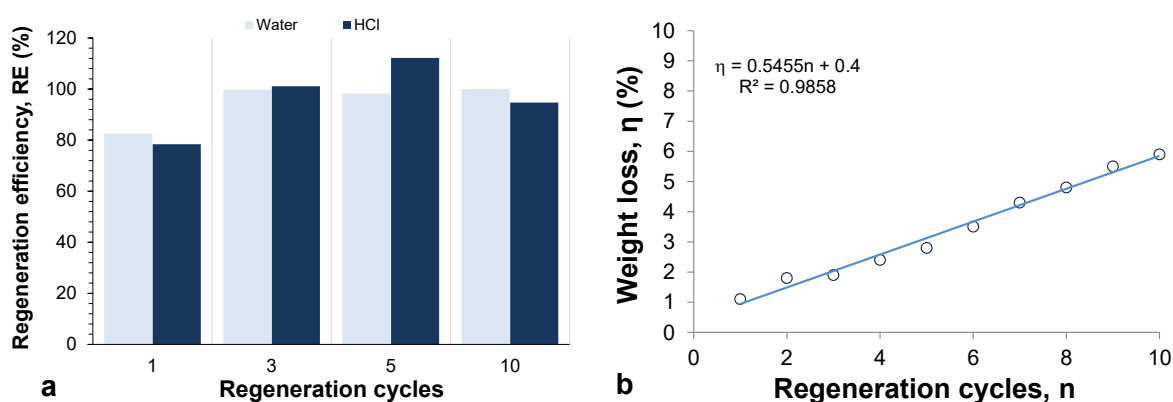 Water HCl
Regeneration efficiency, RE (%)
120
100
80
60
40
20
0
1 3 5 10
Regeneration cycles
a
Weight loss, η (%)
10
9
8
7
6
5
4
3
2
1
0
η = 0.5455n + 0.4
R² = 0.9858
0 2 4 6 8 10
Regeneration cycles, n
b